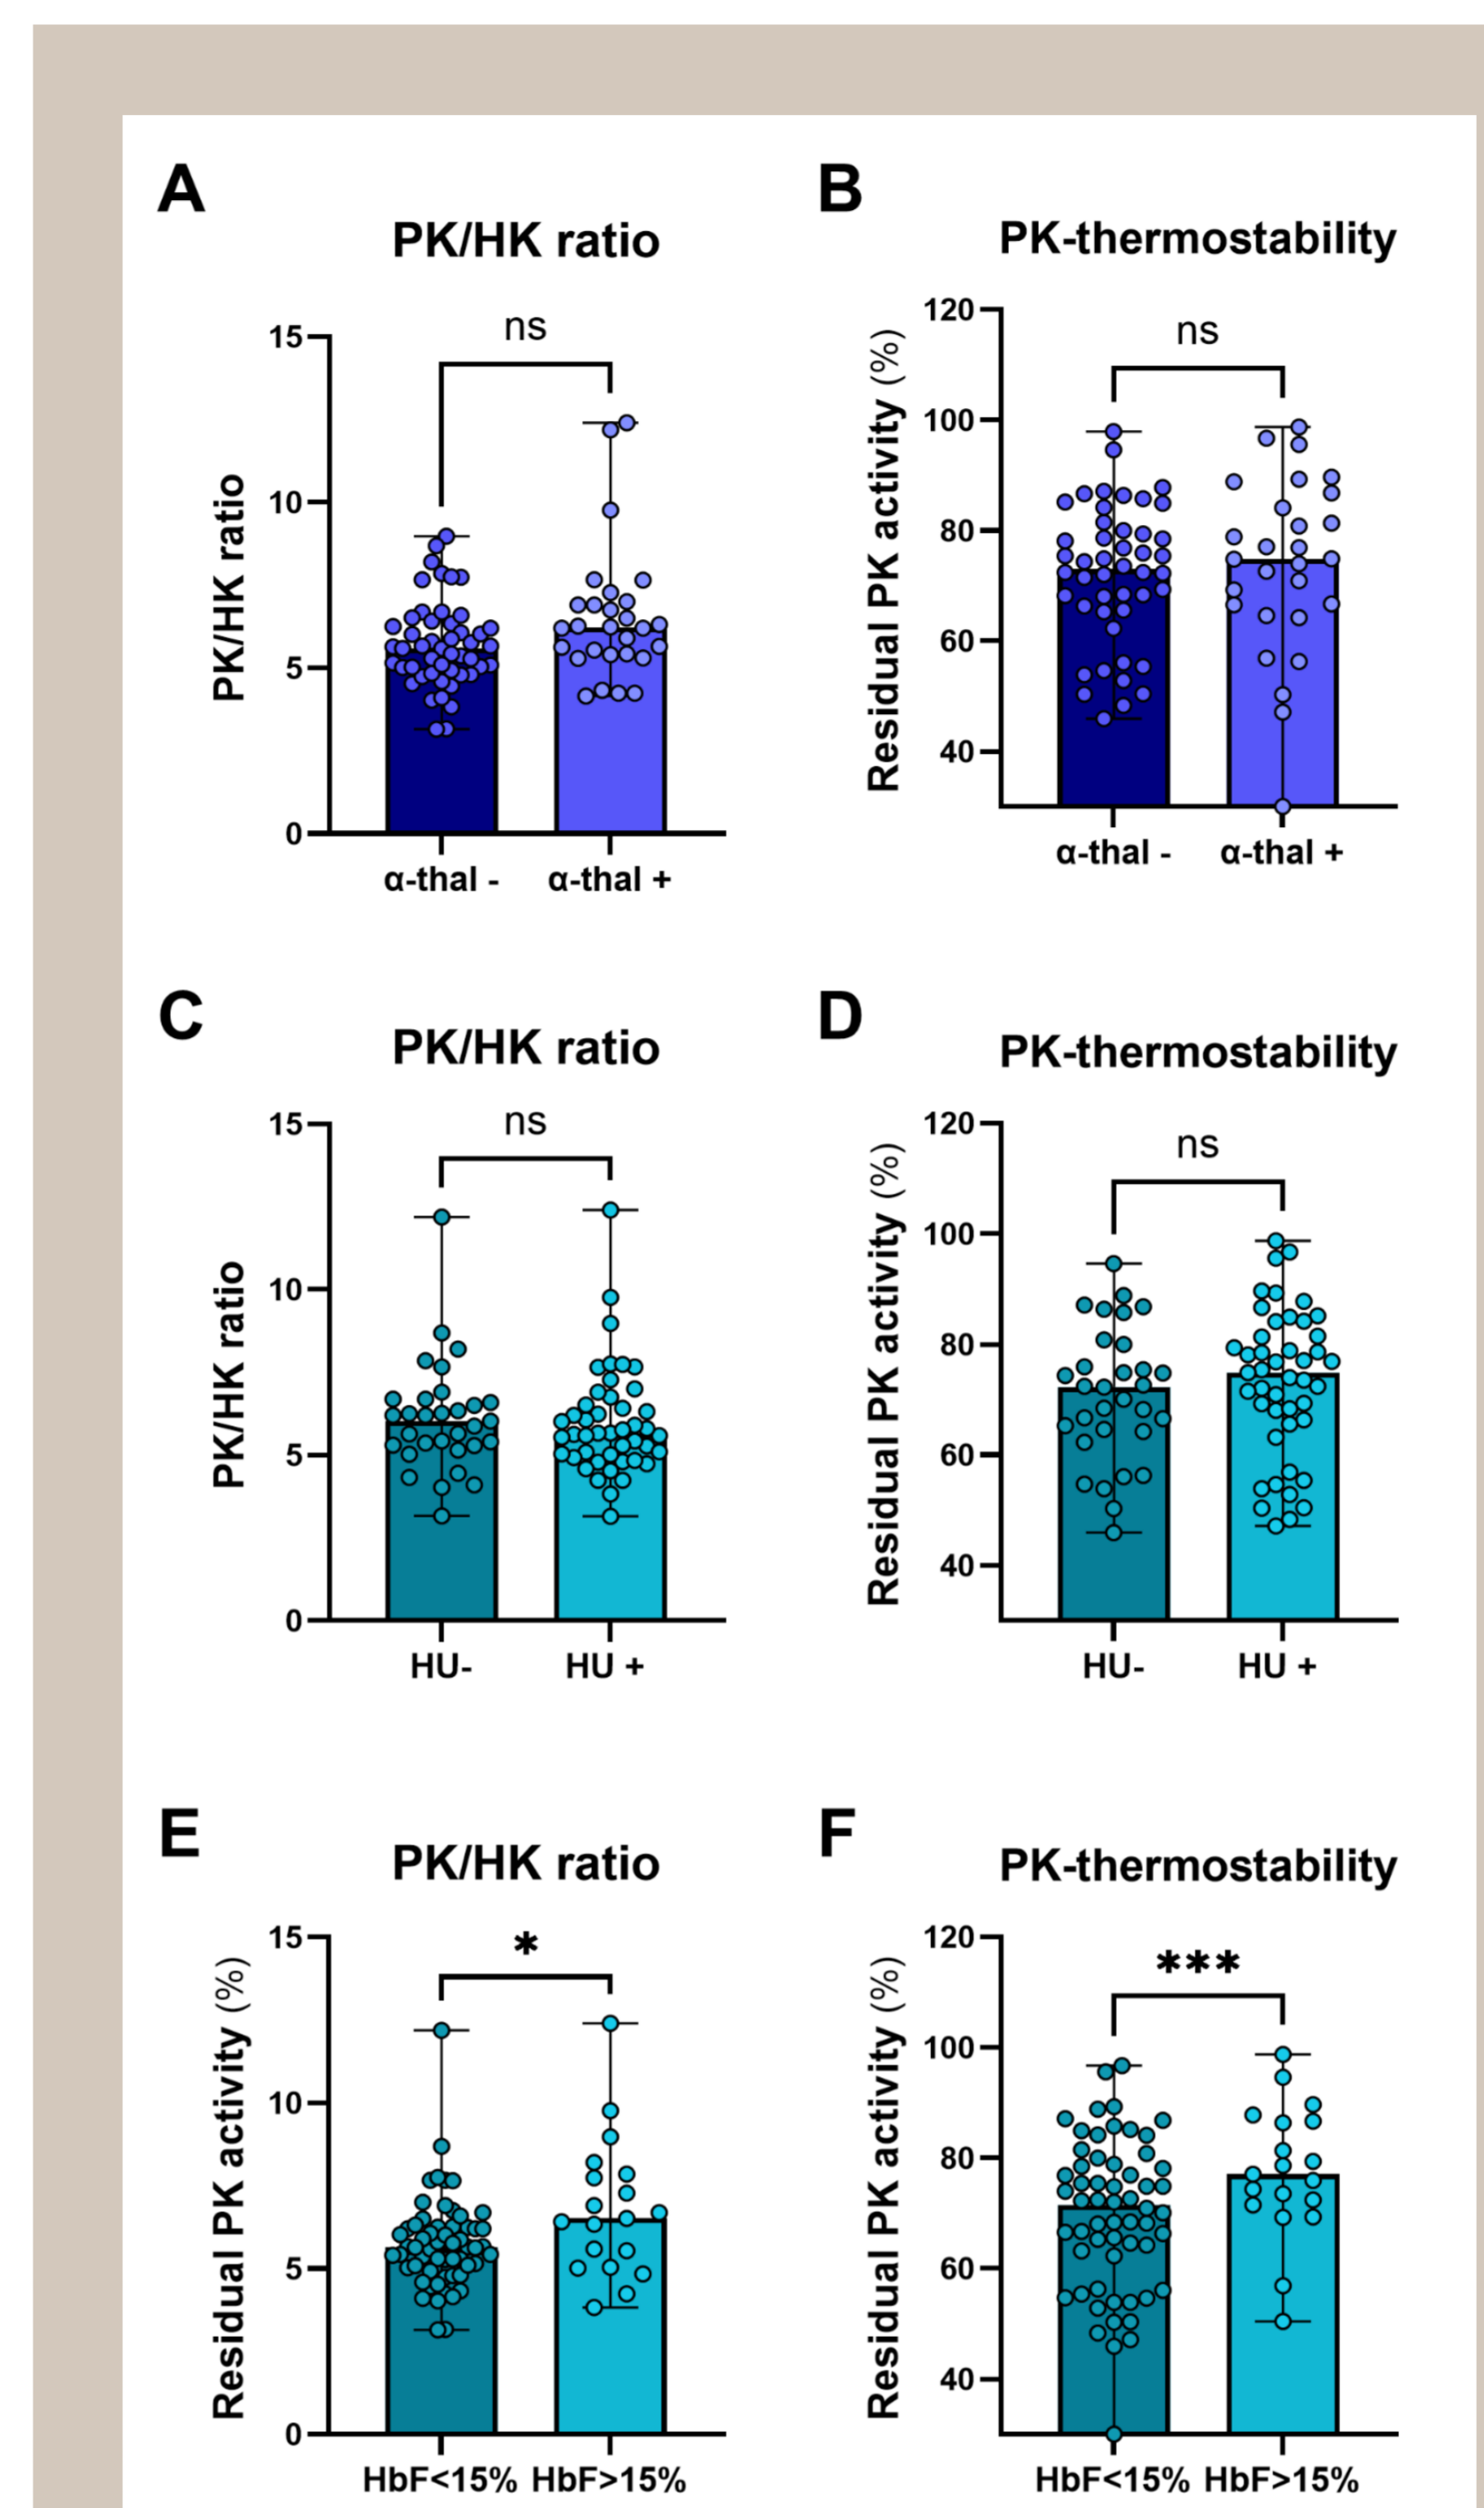 A
PK/HK ratio
ns
PK/HK ratio
15
10
5
0
α-thal - α-thal +
B
PK-thermostability
ns
Residual PK activity (%)
120
100
80
60
40
α-thal - α-thal +
C
PK/HK ratio
ns
PK/HK ratio
15
10
5
0
HU- HU +
D
PK-thermostability
ns
Residual PK activity (%)
120
100
80
60
40
HU- HU +
E
PK/HK ratio
*
Residual PK activity (%)
15
10
5
0
HbF<15% HbF>15%
F
PK-thermostability
***
Residual PK activity (%)
120
100
80
60
40
HbF<15% HbF>15%